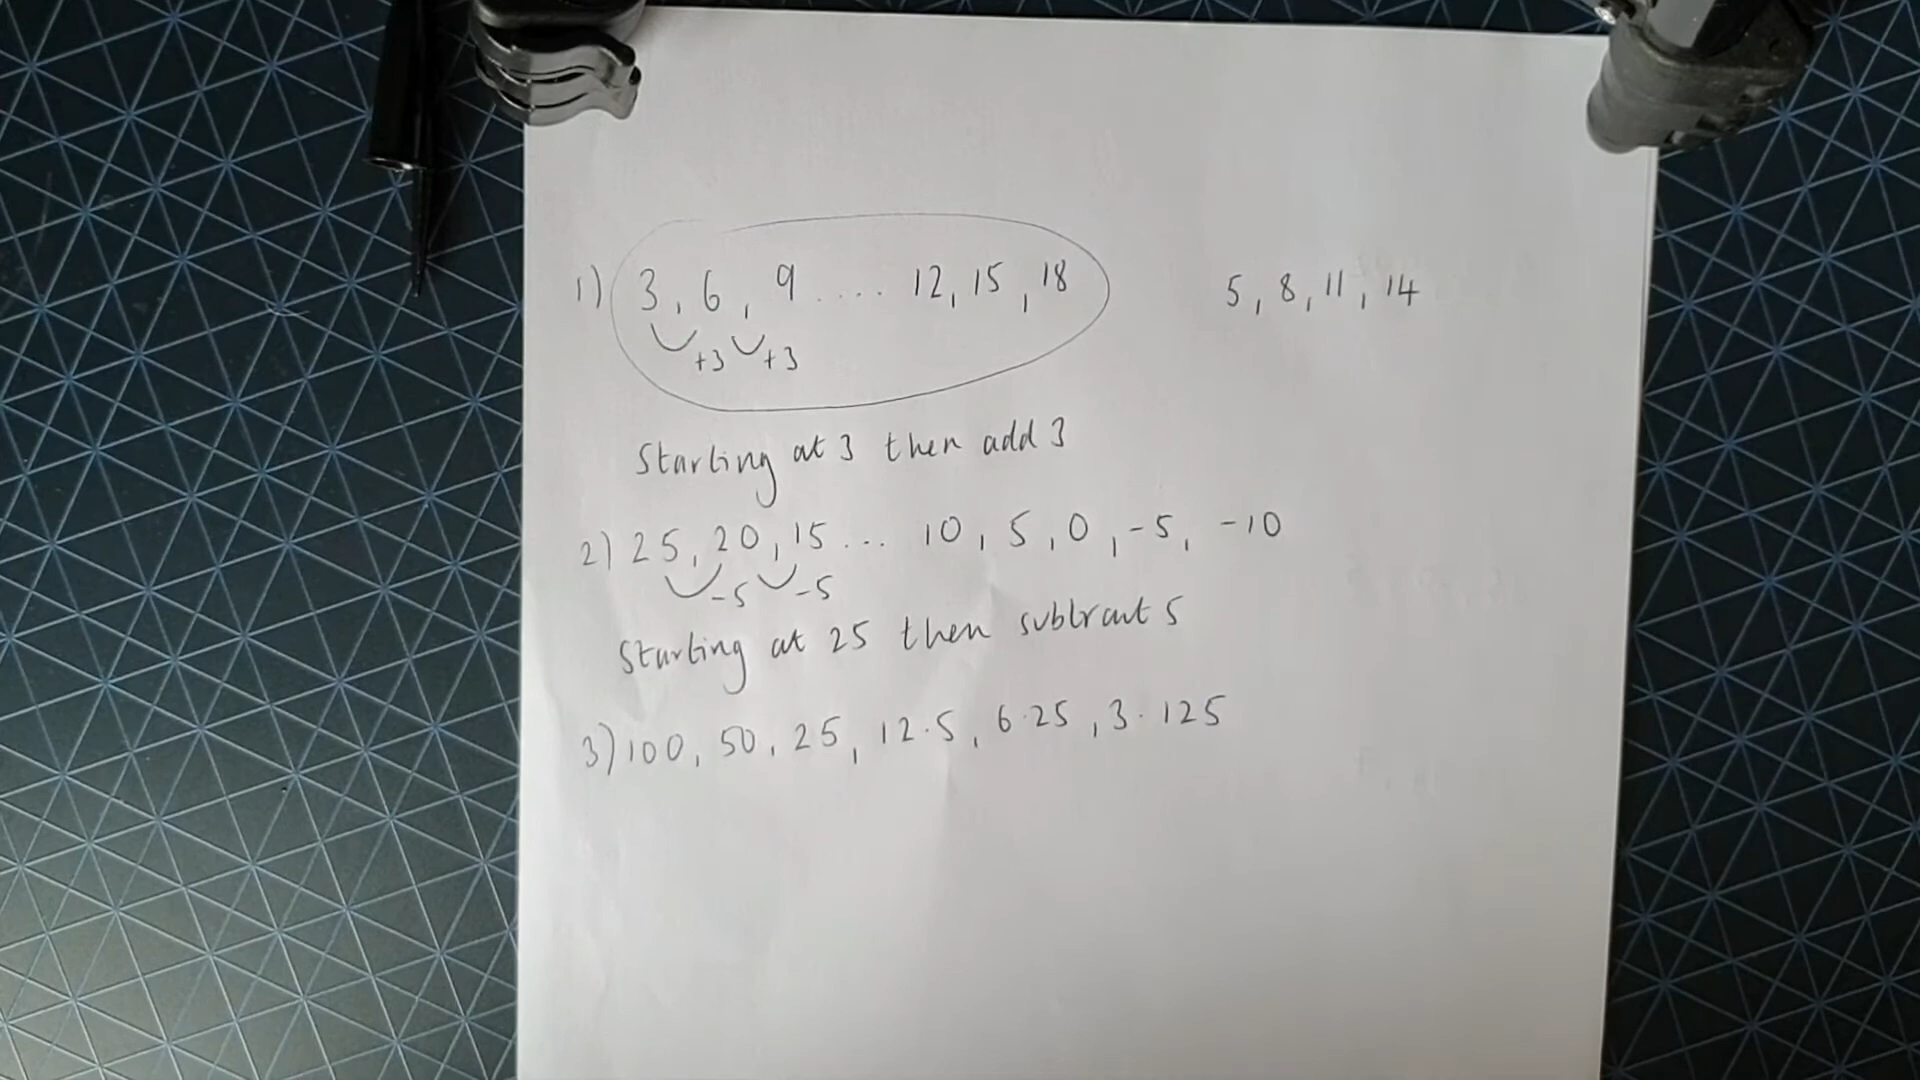 1) 3, 6, 9 .... 12, 15, 18 5, 8, 11, 14
+3 +3
Starting at 3 then add 3
2) 25, 20, 15 ... 10, 5, 0, -5, -10
-5 -5
Starting at 25 then subtract 5
3) 100, 50, 25, 12.5, 6.25, 3.125